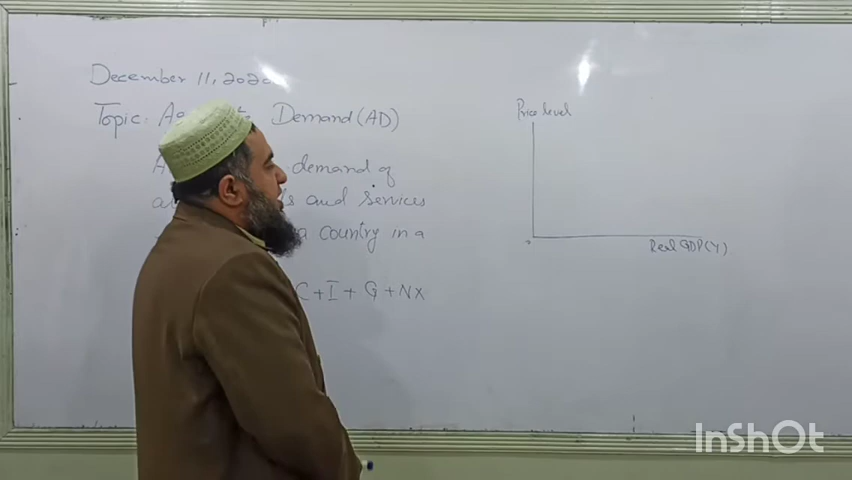 December 11, 2020
Topic: Demand (AD)
demand of
and services
a country in a
C + I + G + NX
Price level
Real GDP(Y)
InShOt